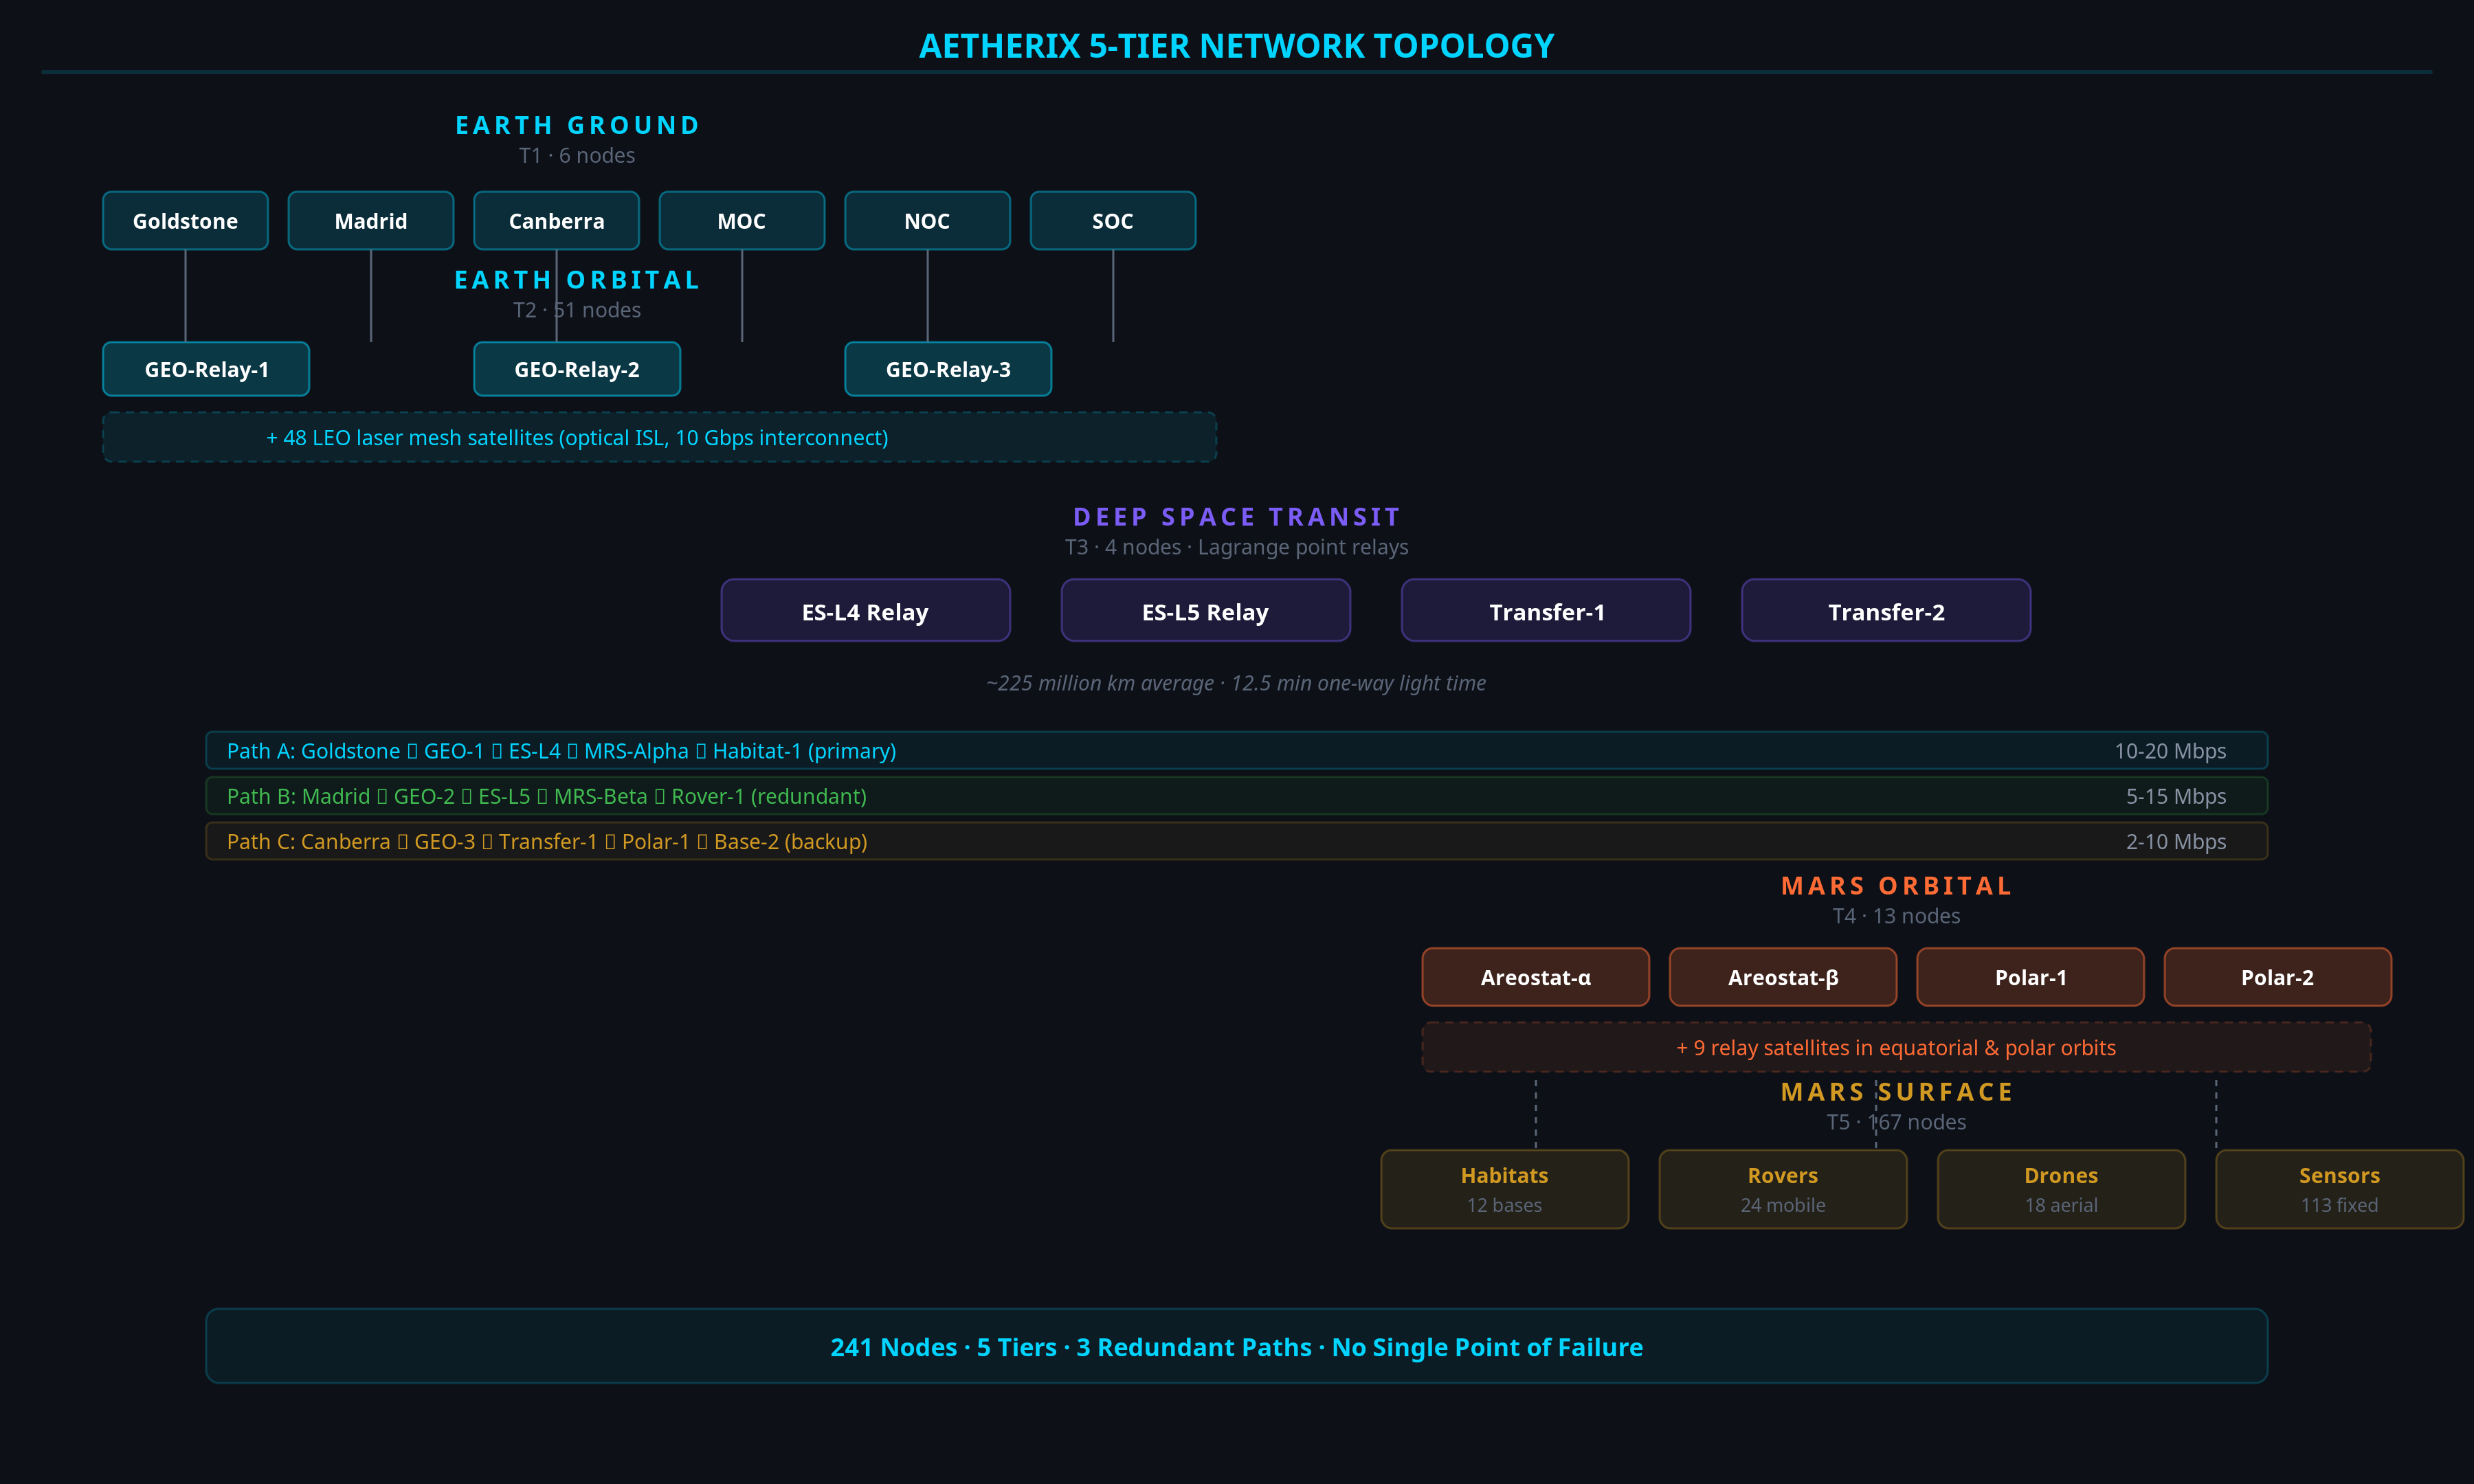 AETHERIX 5-TIER NETWORK TOPOLOGY
EARTH GROUND
T1 · 6 nodes
Goldstone
Madrid
Canberra
MOC
NOC
SOC
EARTH ORBITAL
T2 · 51 nodes
GEO-Relay-1
GEO-Relay-2
GEO-Relay-3
+ 48 LEO laser mesh satellites (optical ISL, 10 Gbps interconnect)
DEEP SPACE TRANSIT
T3 · 4 nodes · Lagrange point relays
ES-L4 Relay
ES-L5 Relay
Transfer-1
Transfer-2
~225 million km average · 12.5 min one-way light time
Path A: Goldstone ▯ GEO-1 ▯ ES-L4 ▯ MRS-Alpha ▯ Habitat-1 (primary) 10-20 Mbps
Path B: Madrid ▯ GEO-2 ▯ ES-L5 ▯ MRS-Beta ▯ Rover-1 (redundant) 5-15 Mbps
Path C: Canberra ▯ GEO-3 ▯ Transfer-1 ▯ Polar-1 ▯ Base-2 (backup) 2-10 Mbps
MARS ORBITAL
T4 · 13 nodes
Areostat-α
Areostat-β
Polar-1
Polar-2
+ 9 relay satellites in equatorial & polar orbits
MARS SURFACE
T5 · 167 nodes
Habitats
12 bases
Rovers
24 mobile
Drones
18 aerial
Sensors
113 fixed
241 Nodes · 5 Tiers · 3 Redundant Paths · No Single Point of Failure